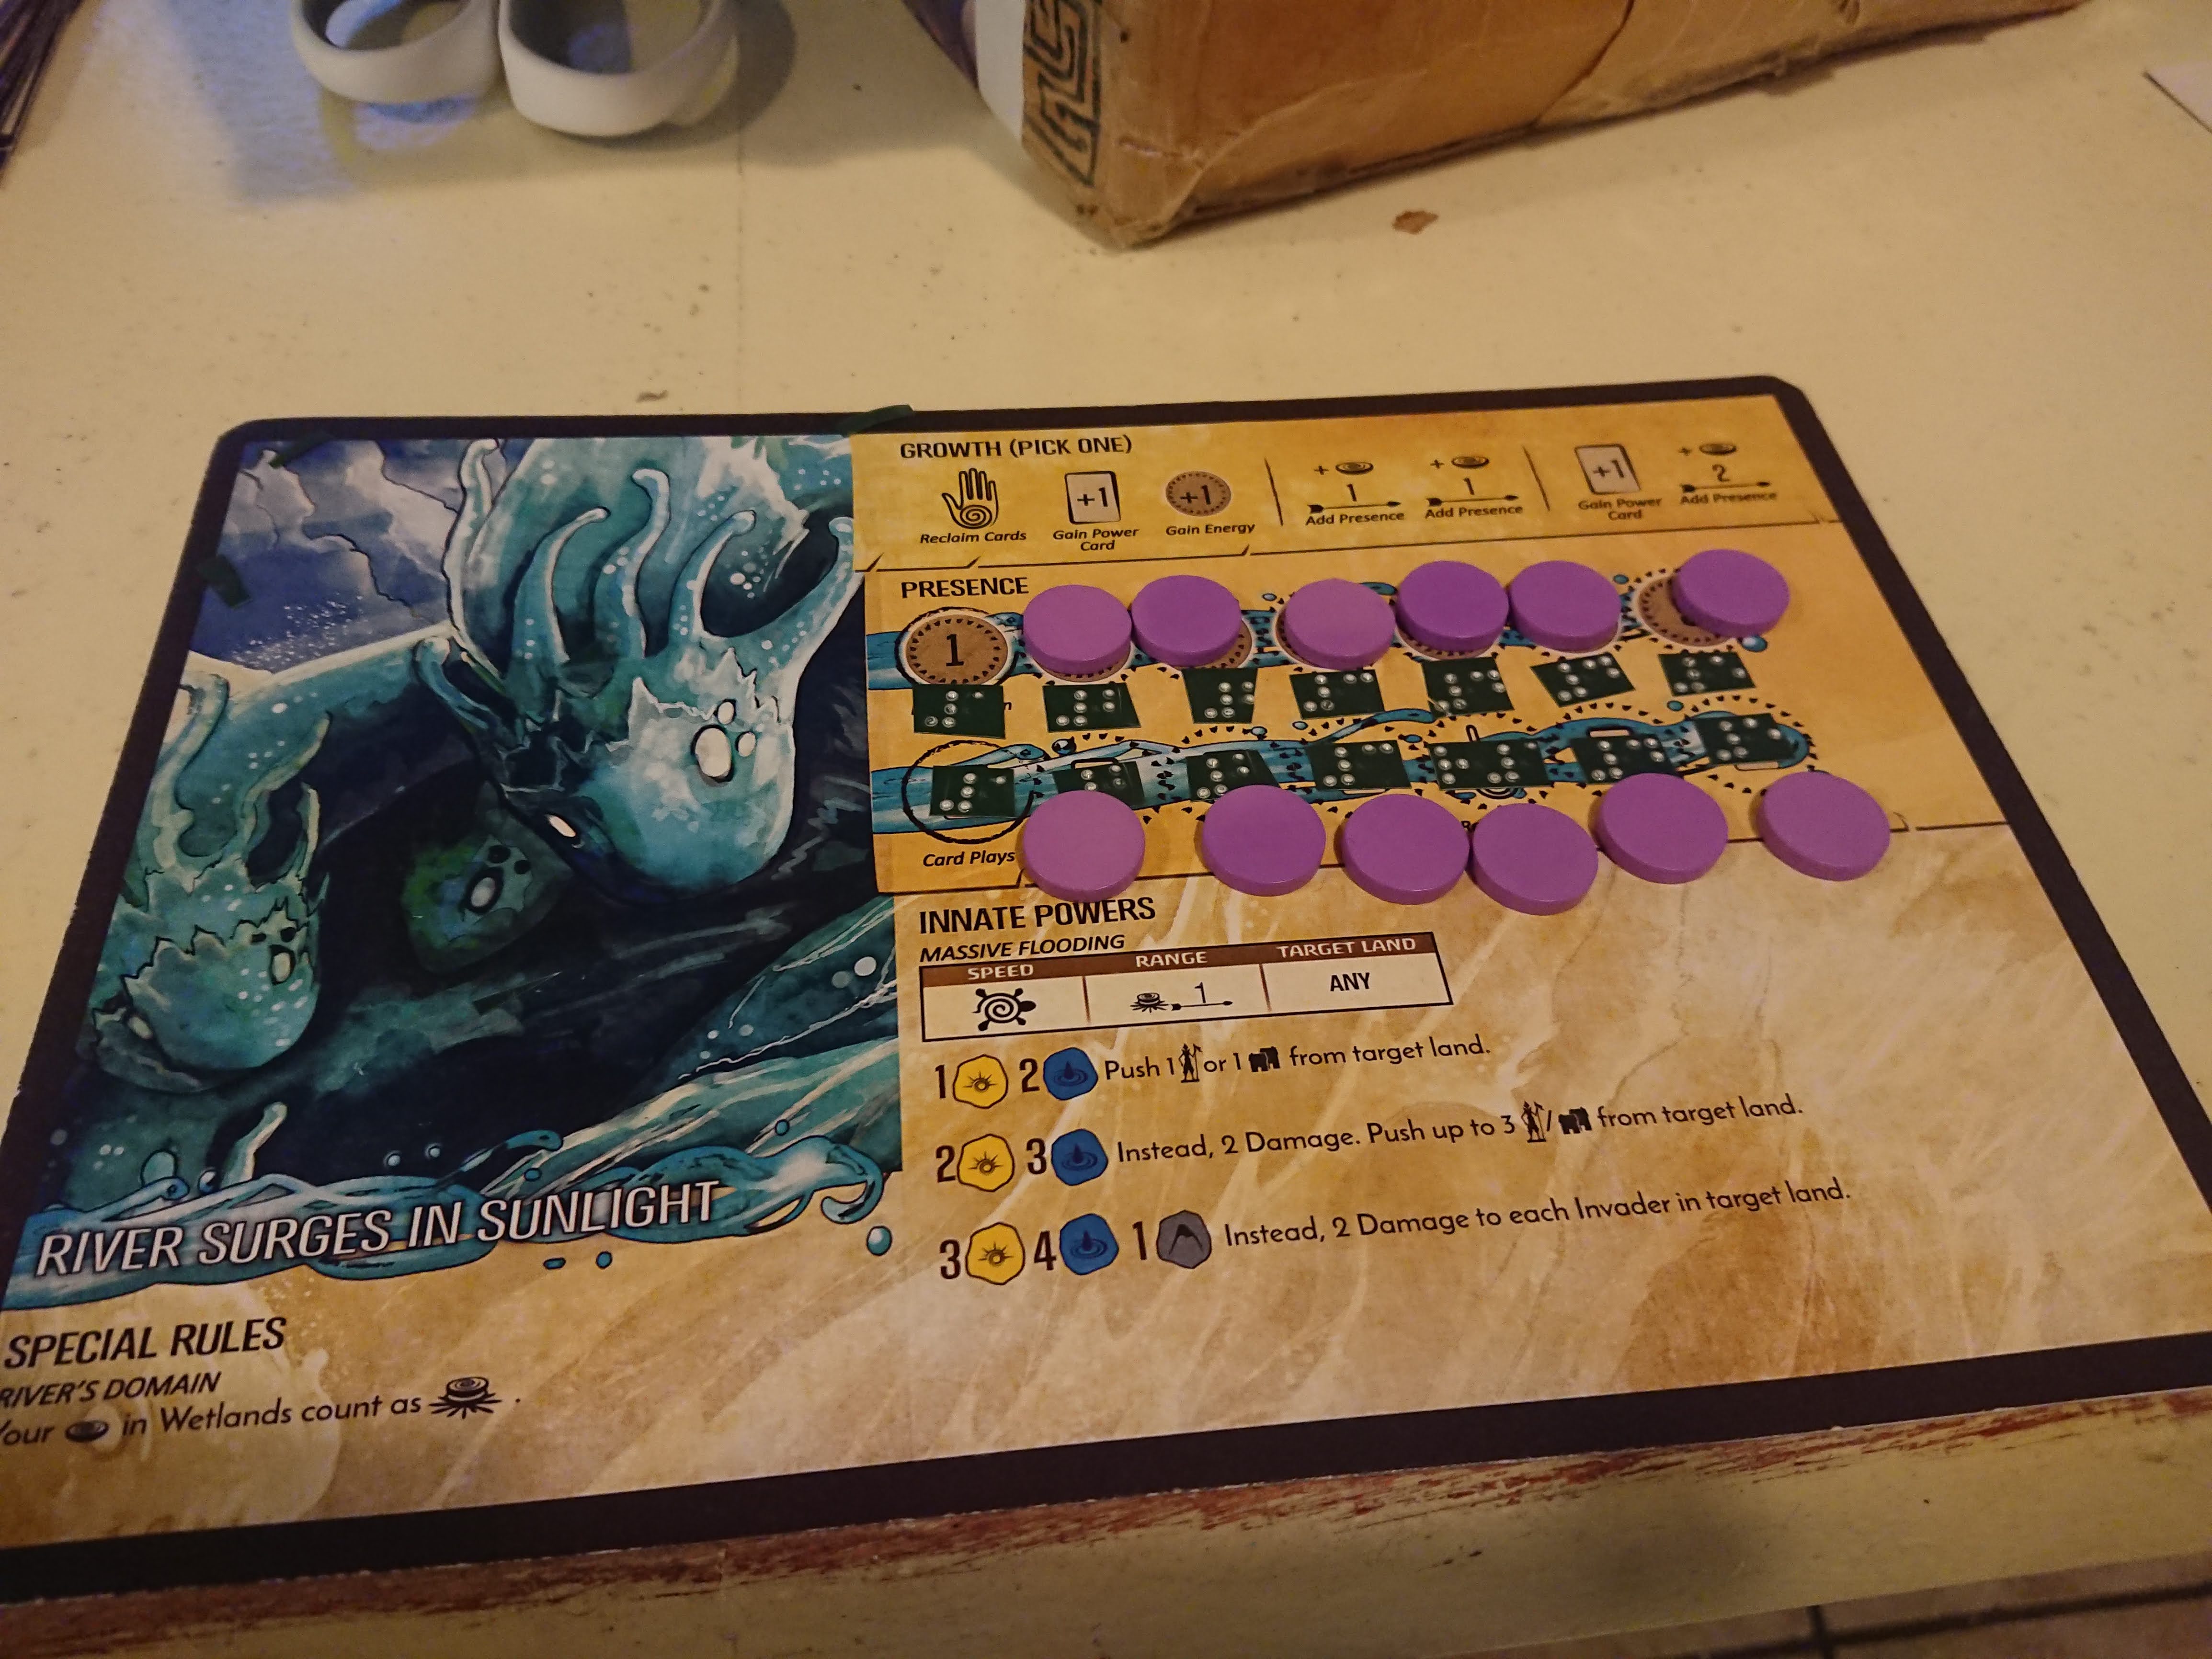 GROWTH (PICK ONE)
+1 +1 + 1 + 1 +1 + 2
Reclaim Cards Gain Power Card Gain Energy Add Presence Add Presence Gain Power Card Add Presence
PRESENCE
1
Card Plays
INNATE POWERS
MASSIVE FLOODING
SPEED RANGE TARGET LAND
1 ANY
1 2 Push 1 or 1 from target land.
2 3 Instead, 2 Damage. Push up to 3 / from target land.
3 4 1 Instead, 2 Damage to each Invader in target land.
RIVER SURGES IN SUNLIGHT
SPECIAL RULES
RIVER'S DOMAIN
Your in Wetlands count as .